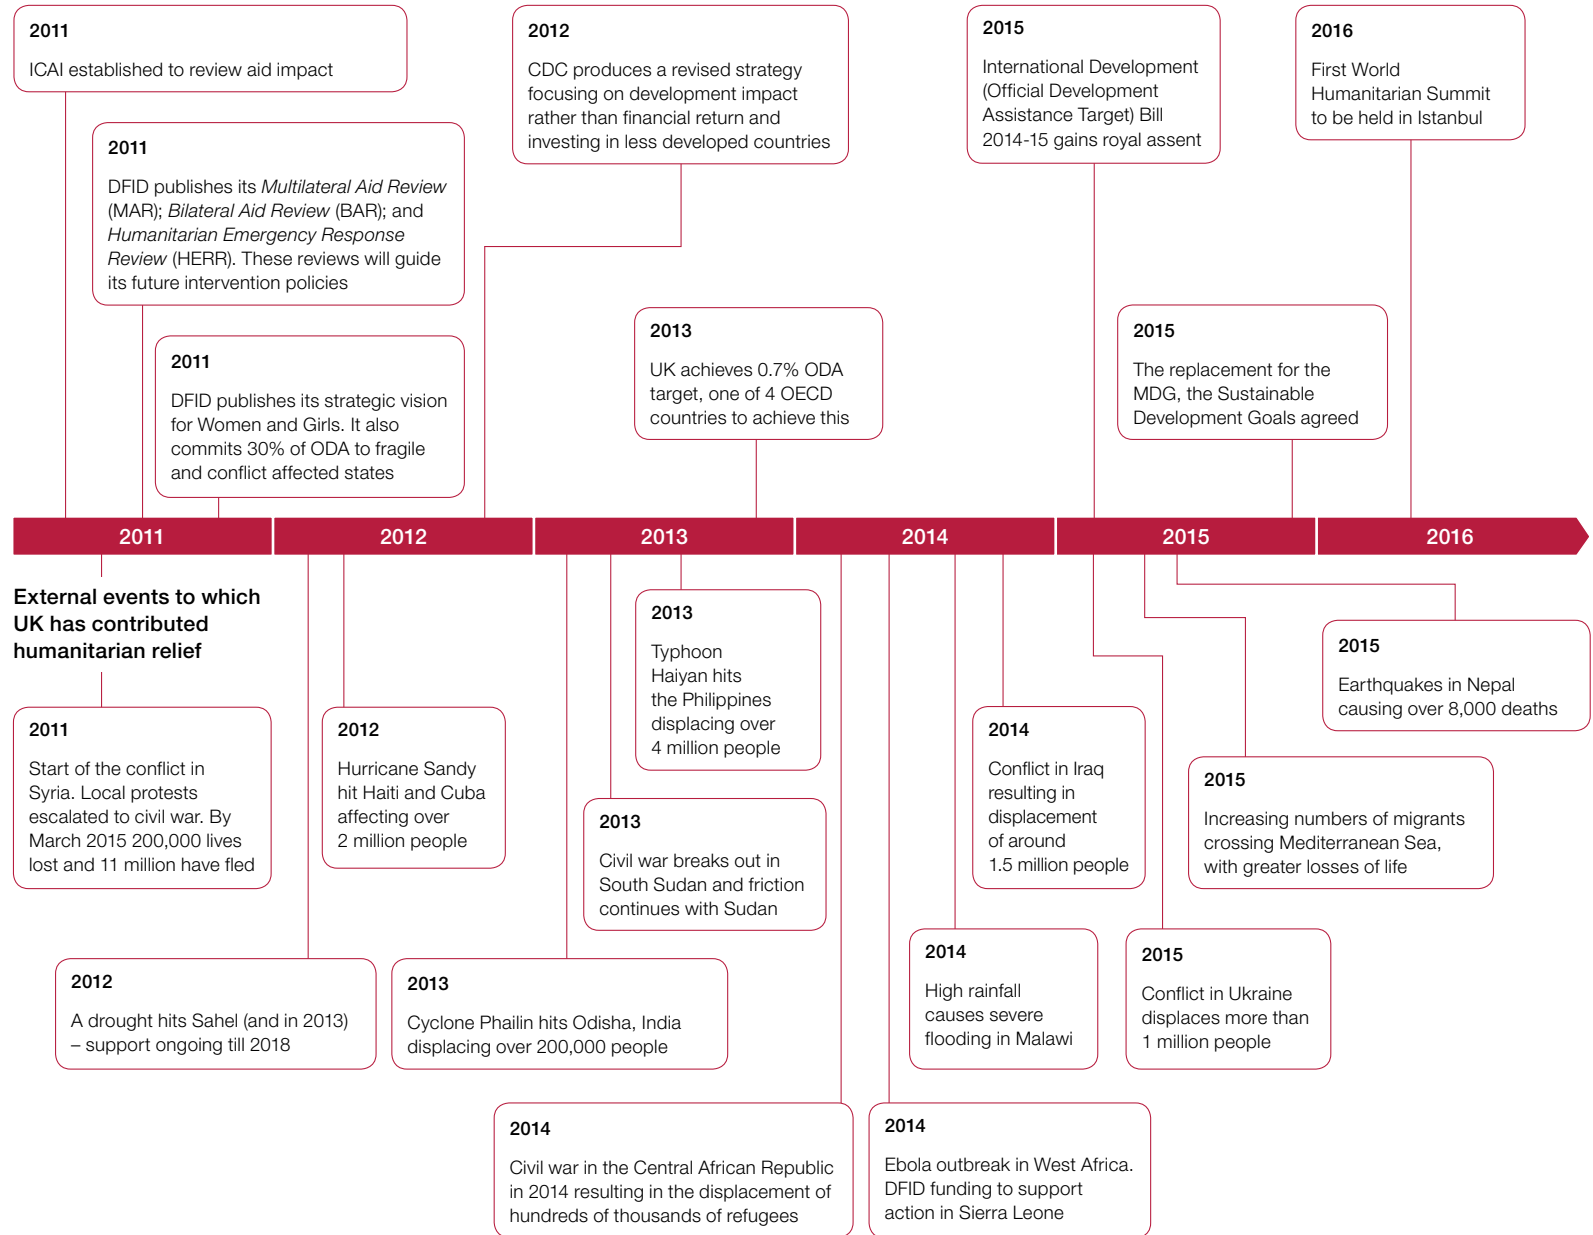 2011
ICAI established to review aid impact
2011
DFID publishes its Multilateral Aid Review
(MAR); Bilateral Aid Review (BAR); and
Humanitarian Emergency Response
Review (HERR). These reviews will guide
its future intervention policies
2011
DFID publishes its strategic vision
for Women and Girls. It also
commits 30% of ODA to fragile
and conflict affected states
2012
CDC produces a revised strategy
focusing on development impact
rather than financial return and
investing in less developed countries
2013
UK achieves 0.7% ODA
target, one of 4 OECD
countries to achieve this
2015
International Development
(Official Development
Assistance Target) Bill
2014-15 gains royal assent
2015
The replacement for the
MDG, the Sustainable
Development Goals agreed
2016
First World
Humanitarian Summit
to be held in Istanbul
2011
2012
2013
2014
2015
2016
External events to which
UK has contributed
humanitarian relief
2011
Start of the conflict in
Syria. Local protests
escalated to civil war. By
March 2015 200,000 lives
lost and 11 million have fled
2012
A drought hits Sahel (and in 2013)
– support ongoing till 2018
2012
Hurricane Sandy
hit Haiti and Cuba
affecting over
2 million people
2013
Cyclone Phailin hits Odisha, India
displacing over 200,000 people
2013
Civil war breaks out in
South Sudan and friction
continues with Sudan
2013
Typhoon
Haiyan hits
the Philippines
displacing over
4 million people
2014
Civil war in the Central African Republic
in 2014 resulting in the displacement of
hundreds of thousands of refugees
2014
Ebola outbreak in West Africa.
DFID funding to support
action in Sierra Leone
2014
High rainfall
causes severe
flooding in Malawi
2014
Conflict in Iraq
resulting in
displacement
of around
1.5 million people
2015
Conflict in Ukraine
displaces more than
1 million people
2015
Increasing numbers of migrants
crossing Mediterranean Sea,
with greater losses of life
2015
Earthquakes in Nepal
causing over 8,000 deaths